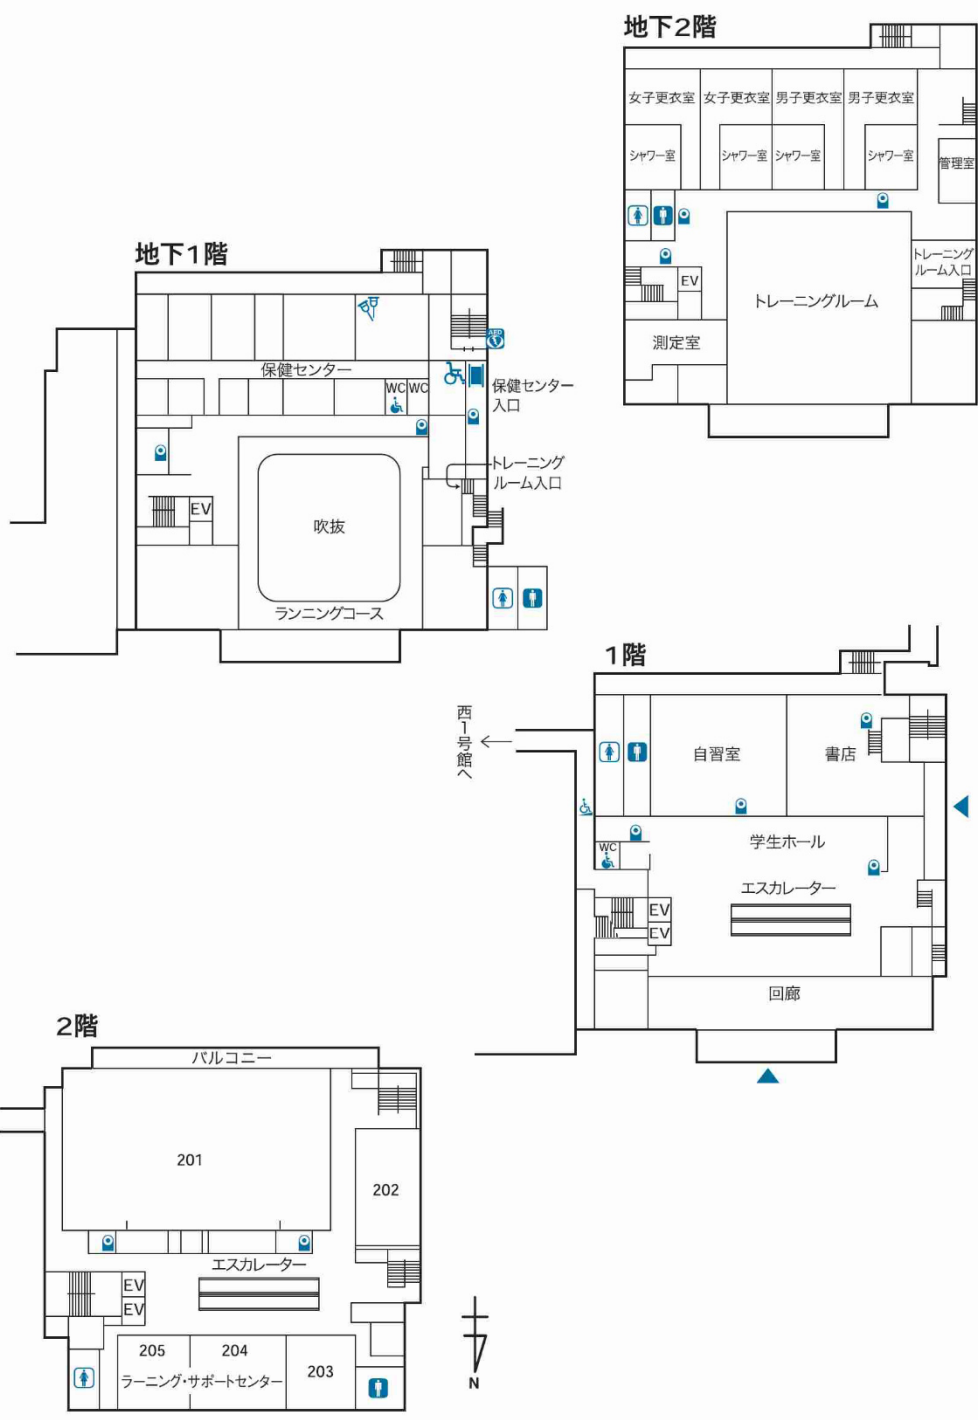 地下2階
女子更衣室 女子更衣室 男子更衣室 男子更衣室
シャワー室 シャワー室 シャワー室 シャワー室
管理室
トレーニング
ルーム入口
EV
トレーニングルーム
測定室
地下1階
AED
保健センター
WC WC
保健センター
入口
トレーニング
ルーム入口
EV
吹抜
ランニングコース
1階
西1号館へ
自習室
書店
学生ホール
WC
エスカレーター
EV
EV
回廊
2階
バルコニー
201
202
エスカレーター
EV
EV
205
204
203
ラーニング・サポートセンター
N